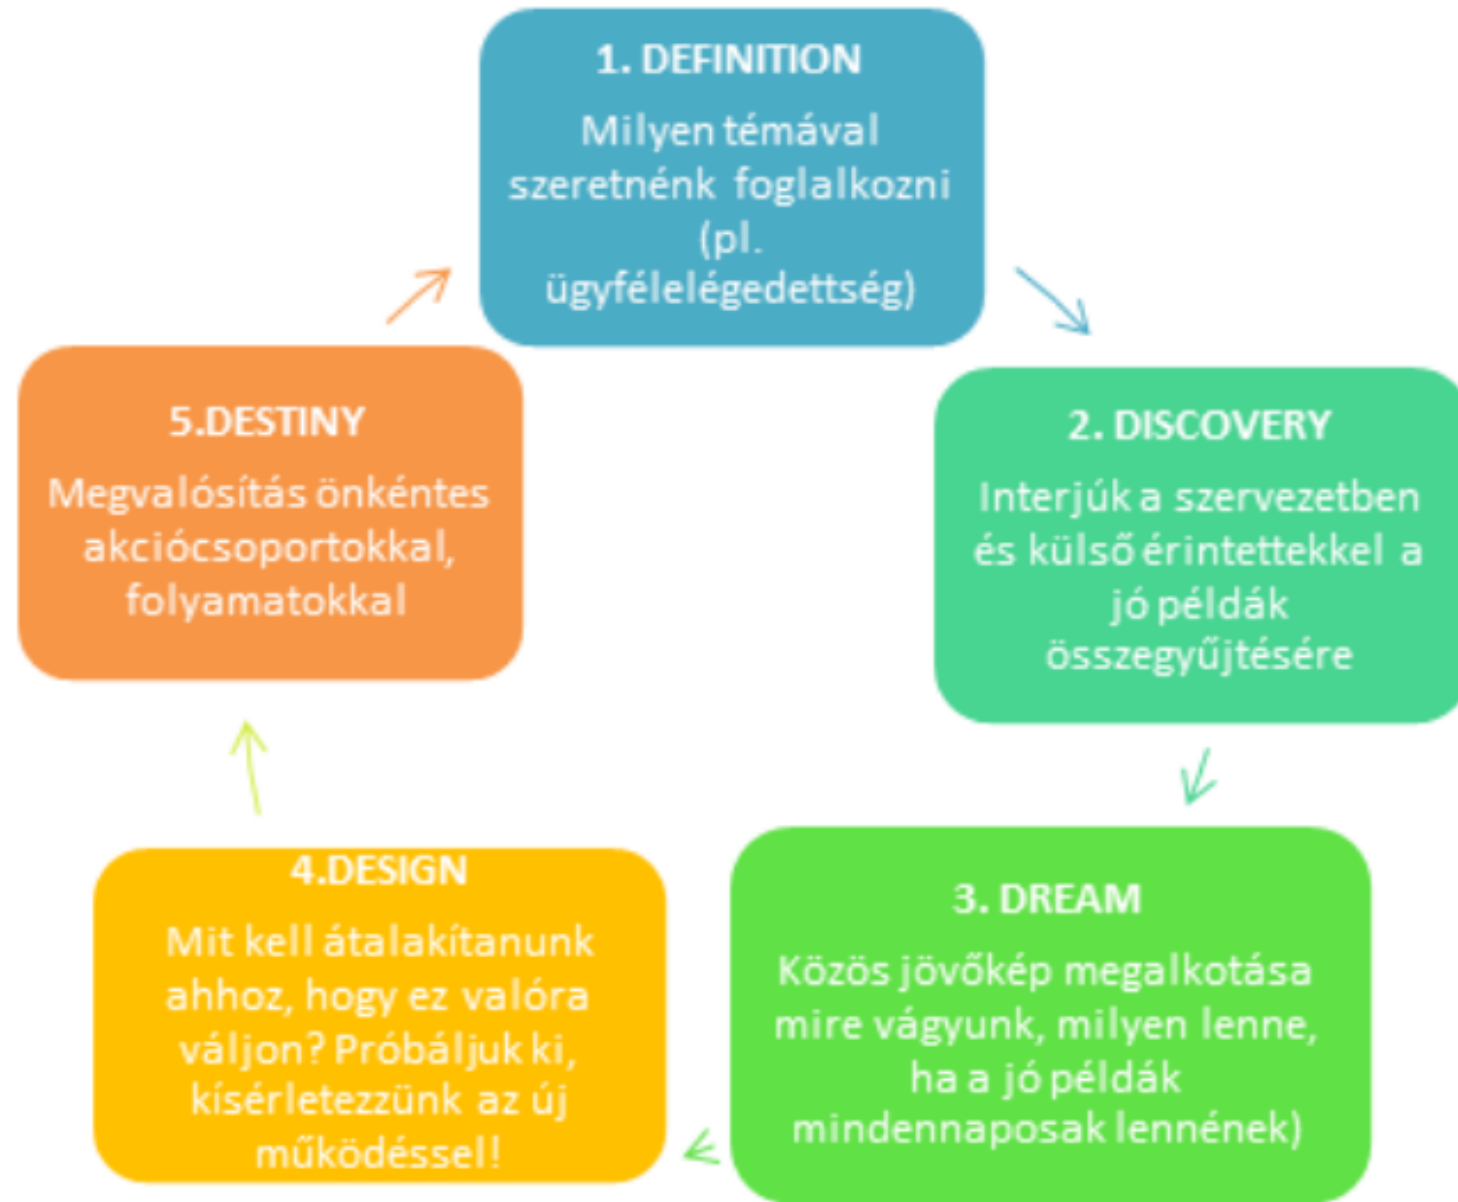 1. DEFINITION
Milyen témával
szeretnénk foglalkozni
(pl.
ügyfélelégedettség)
2. DISCOVERY
Interjúk a szervezetben
és külső érintettekkel a
jó példák
összegyűjtésére
3. DREAM
Közös jövőkép megalkotása
mire vágyunk, milyen lenne,
ha a jó példák
mindennaposak lennének)
4.DESIGN
Mit kell átalakítanunk
ahhoz, hogy ez valóra
váljon? Próbáljuk ki,
kísérletezzünk az új
működéssel!
5.DESTINY
Megvalósítás önkéntes
akciócsoportokkal,
folyamatokkal